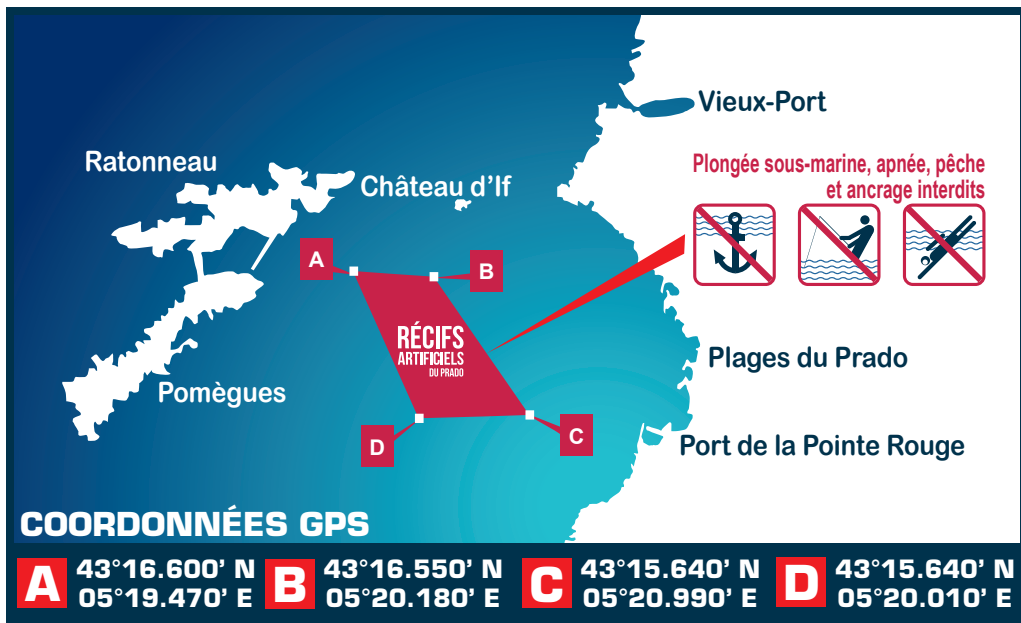 Vieux-Port
Ratonneau
Château d'If
Plongée sous-marine, apnée, pêche
et ancrage interdits
A
B
RÉCIFS
ARTIFICIELS
DU PRADO
Plages du Prado
Pomègues
D
C
Port de la Pointe Rouge
COORDONNÉES GPS
A
43°16.600' N
05°19.470' E
B
43°16.550' N
05°20.180' E
C
43°15.640' N
05°20.990' E
D
43°15.640' N
05°20.010' E